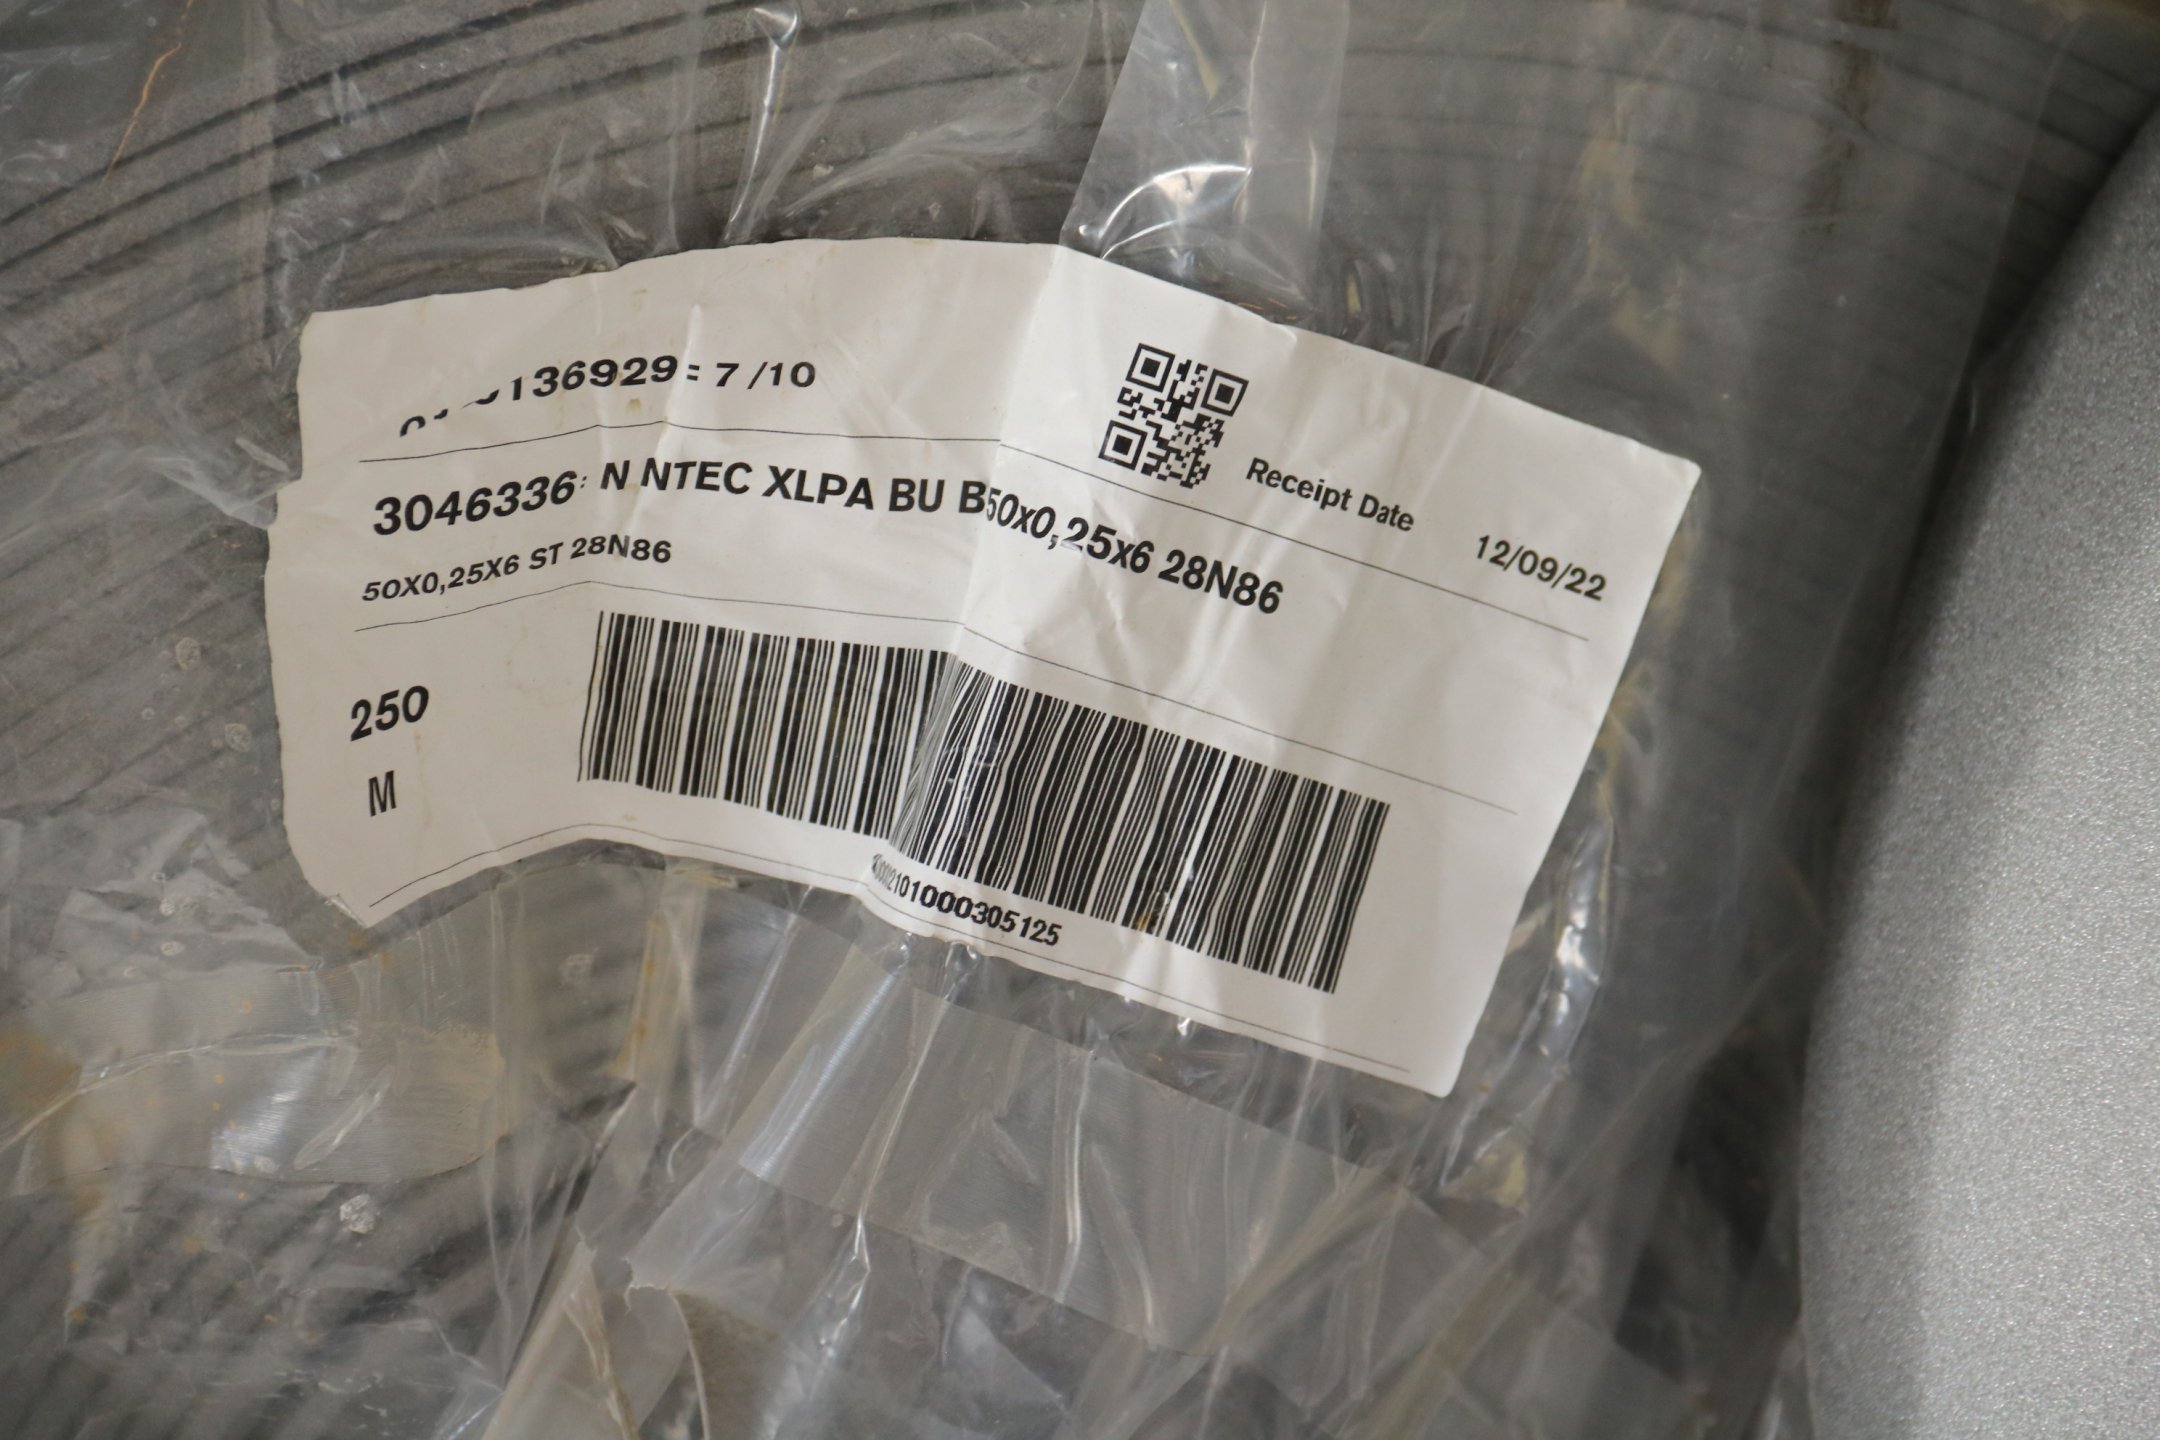 136929 = 7 /10
Receipt Date 12/09/22
3046336: N NTEC XLPA BU B50x0,25x6 28N86
50X0,25X6 ST 28N86
250
M